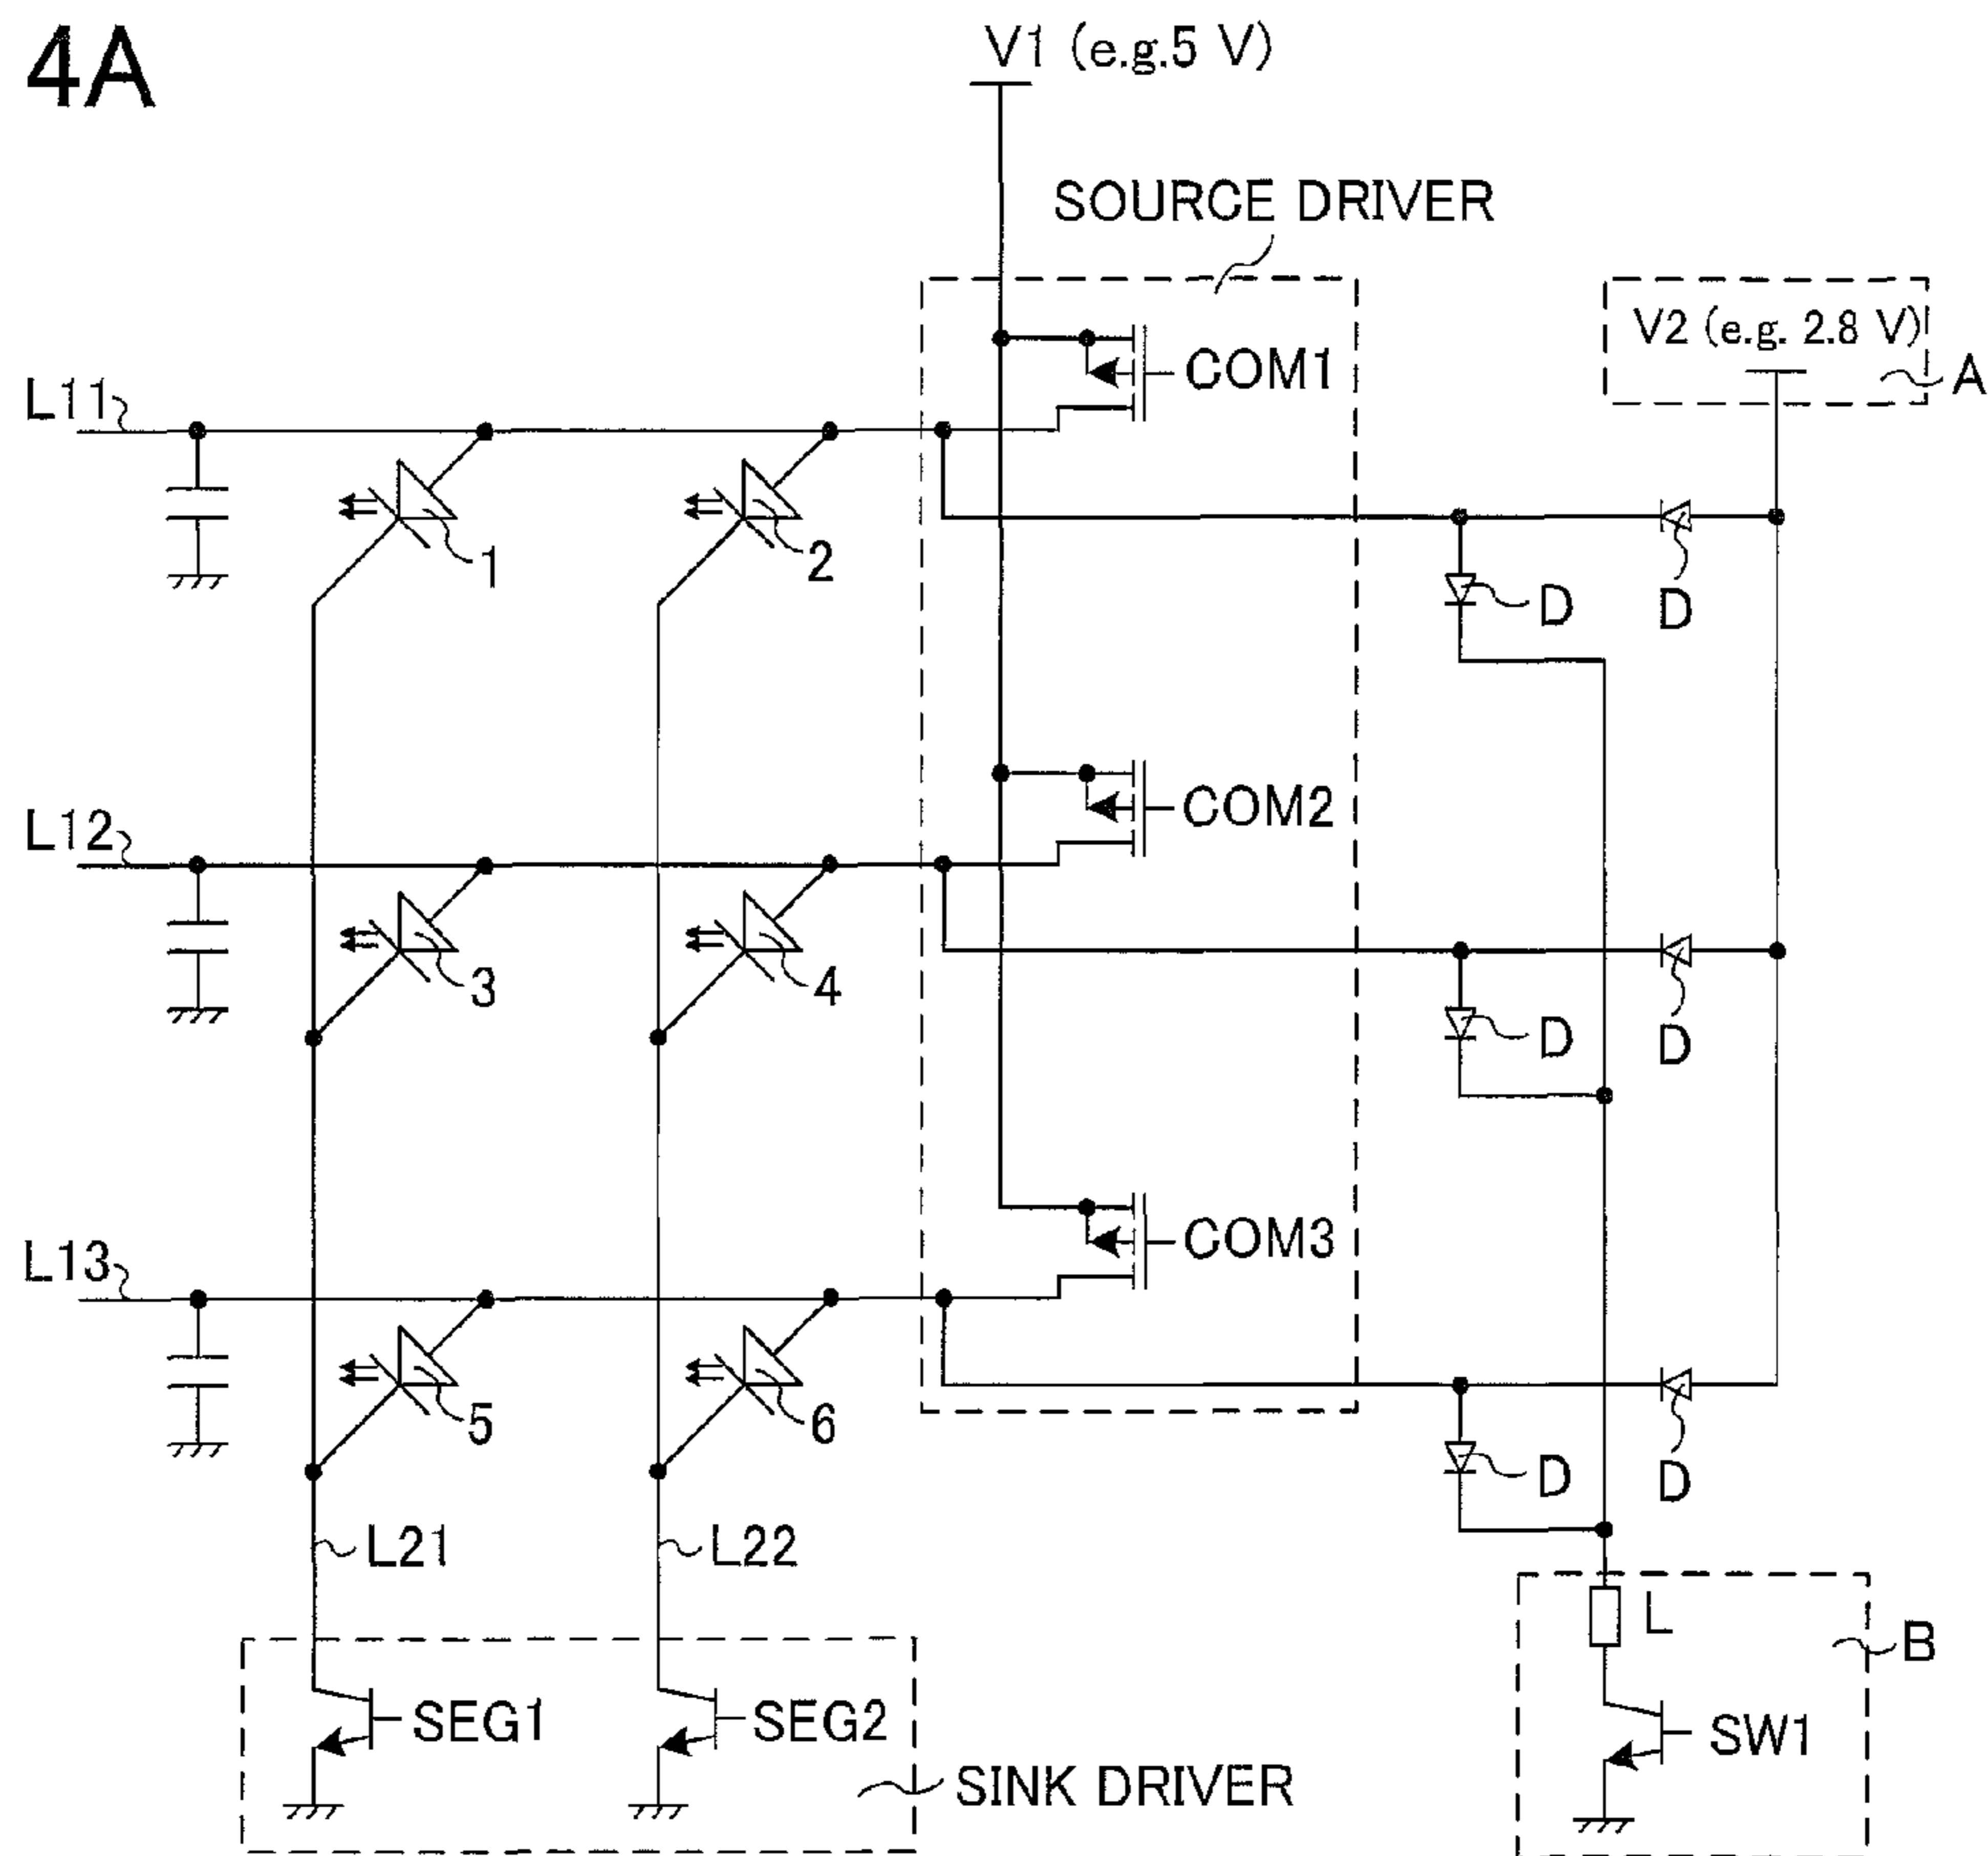 4A
V1 (e.g.5 V)
SOURCE DRIVER
V2 (e.g. 2.8 V)
A
COM1
L11
1
2
D
D
COM2
L12
3
4
D
D
COM3
L13
5
6
D
D
L21
L22
L
B
SEG1
SEG2
SW1
SINK DRIVER